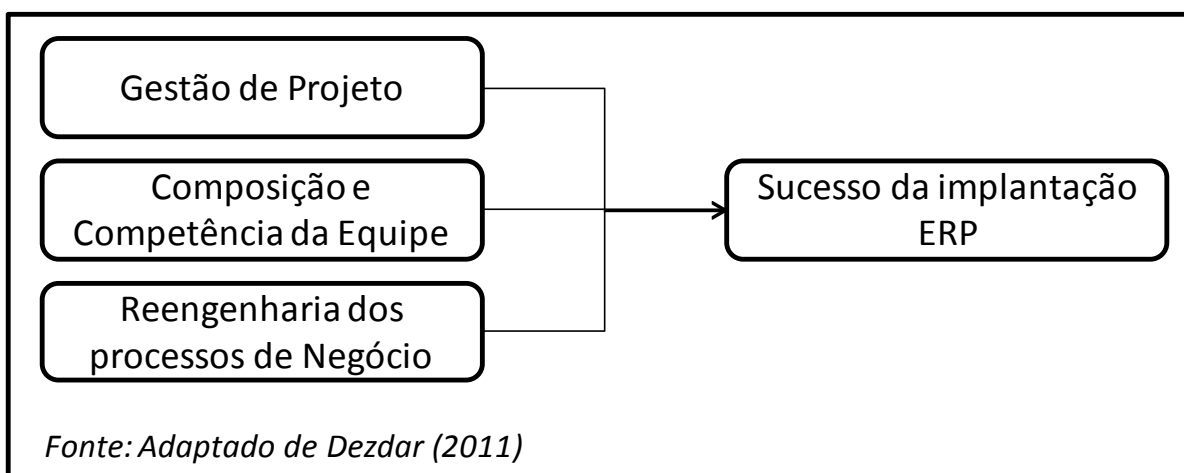 Gestão de Projeto
Composição e
Competência da Equipe
Reengenharia dos
processos de Negócio
Sucesso da implantação
ERP
Fonte: Adaptado de Dezdar (2011)